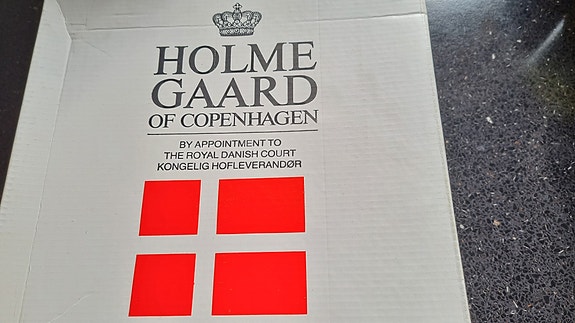 HOLME
GAARD
OF COPENHAGEN
BY APPOINTMENT TO
THE ROYAL DANISH COURT
KONGELIG HOFLEVERANDØR